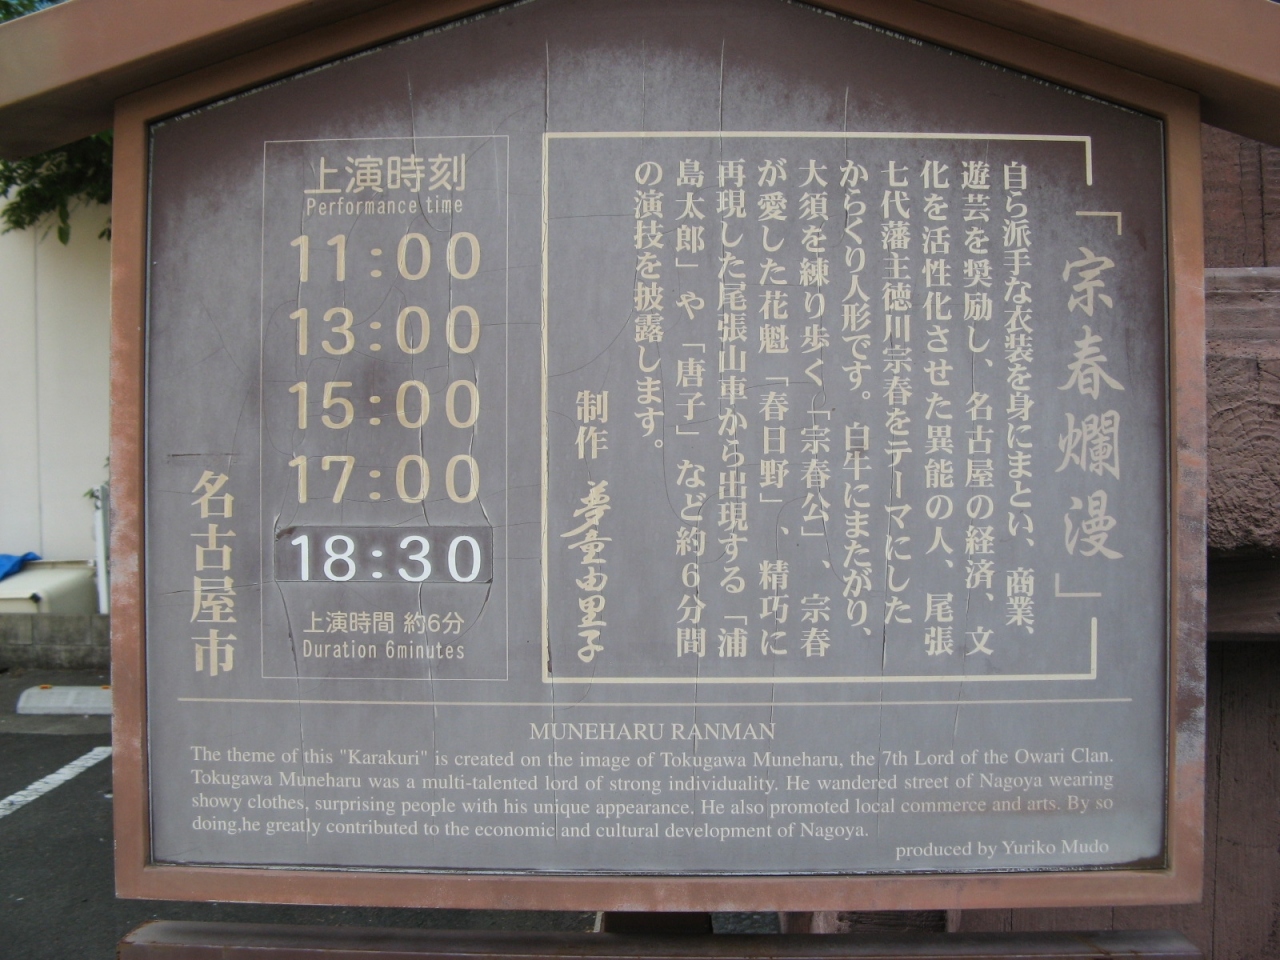 「宗春爛漫」
自ら派手な衣装を身にまとい、商業、
遊芸を奨励し、名古屋の経済、文
化を活性化させた異能の人、尾張
七代藩主徳川宗春をテーマにした
からくり人形です。白牛にまたがり、
大須を練り歩く「宗春公」、宗春
が愛した花魁「春日野」、精巧に
再現した尾張山車から出現する「浦
島太郎」や「唐子」など約6分間
の演技を披露します。
制作 夢童由里子
上演時刻
Performance time
11:00
13:00
15:00
17:00
18:30
上演時間 約6分
Duration 6minutes
名古屋市
MUNEHARU RANMAN
The theme of this "Karakuri" is created on the image of Tokugawa Muneharu, the 7th Lord of the Owari Clan.
Tokugawa Muneharu was a multi-talented lord of strong individuality. He wandered street of Nagoya wearing
showy clothes, surprising people with his unique appearance. He also promoted local commerce and arts. By so
doing,he greatly contributed to the economic and cultural development of Nagoya.
produced by Yuriko Mudo